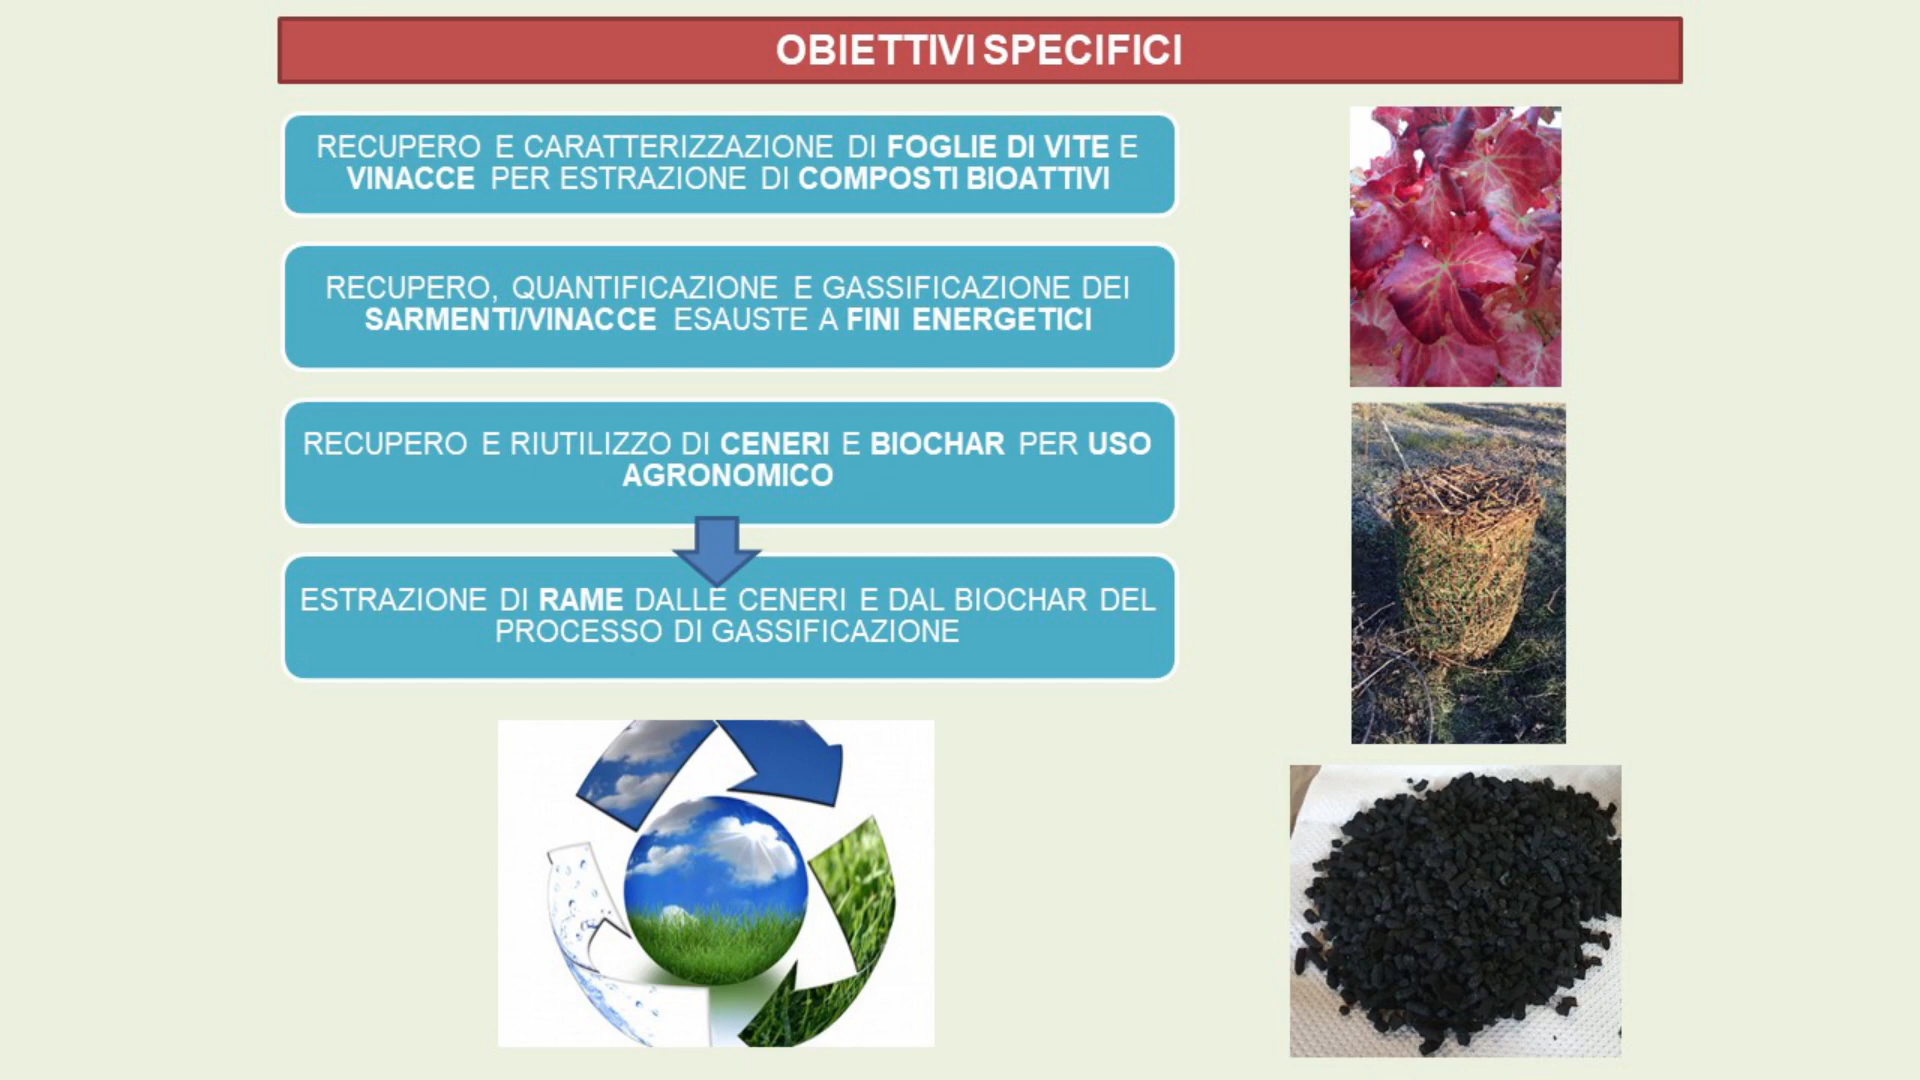 OBIETTIVI SPECIFICI
RECUPERO E CARATTERIZZAZIONE DI FOGLIE DI VITE E
VINACCE PER ESTRAZIONE DI COMPOSTI BIOATTIVI
RECUPERO, QUANTIFICAZIONE E GASSIFICAZIONE DEI
SARMENTI/VINACCE ESAUSTE A FINI ENERGETICI
RECUPERO E RIUTILIZZO DI CENERI E BIOCHAR PER USO
AGRONOMICO
ESTRAZIONE DI RAME DALLE CENERI E DAL BIOCHAR DEL
PROCESSO DI GASSIFICAZIONE